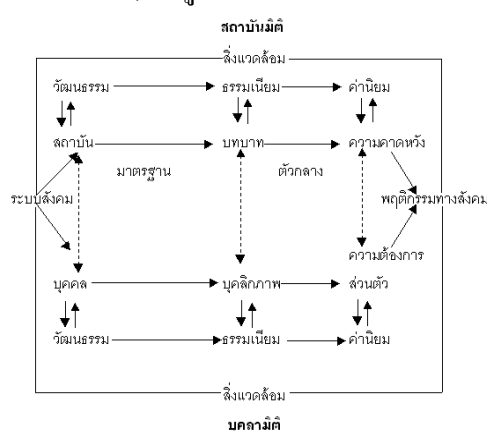 สถาบันมิติ
สิ่งแวดล้อม
วัฒนธรรม ธรรมเนียม ค่านิยม
สถาบัน บทบาท ความคาดหวัง
มาตรฐาน ตัวกลาง
ระบบสังคม พฤติกรรมทางสังคม
ความต้องการ
บุคคล บุคลิกภาพ ส่วนตัว
วัฒนธรรม ธรรมเนียม ค่านิยม
สิ่งแวดล้อม
บุคลามิติ